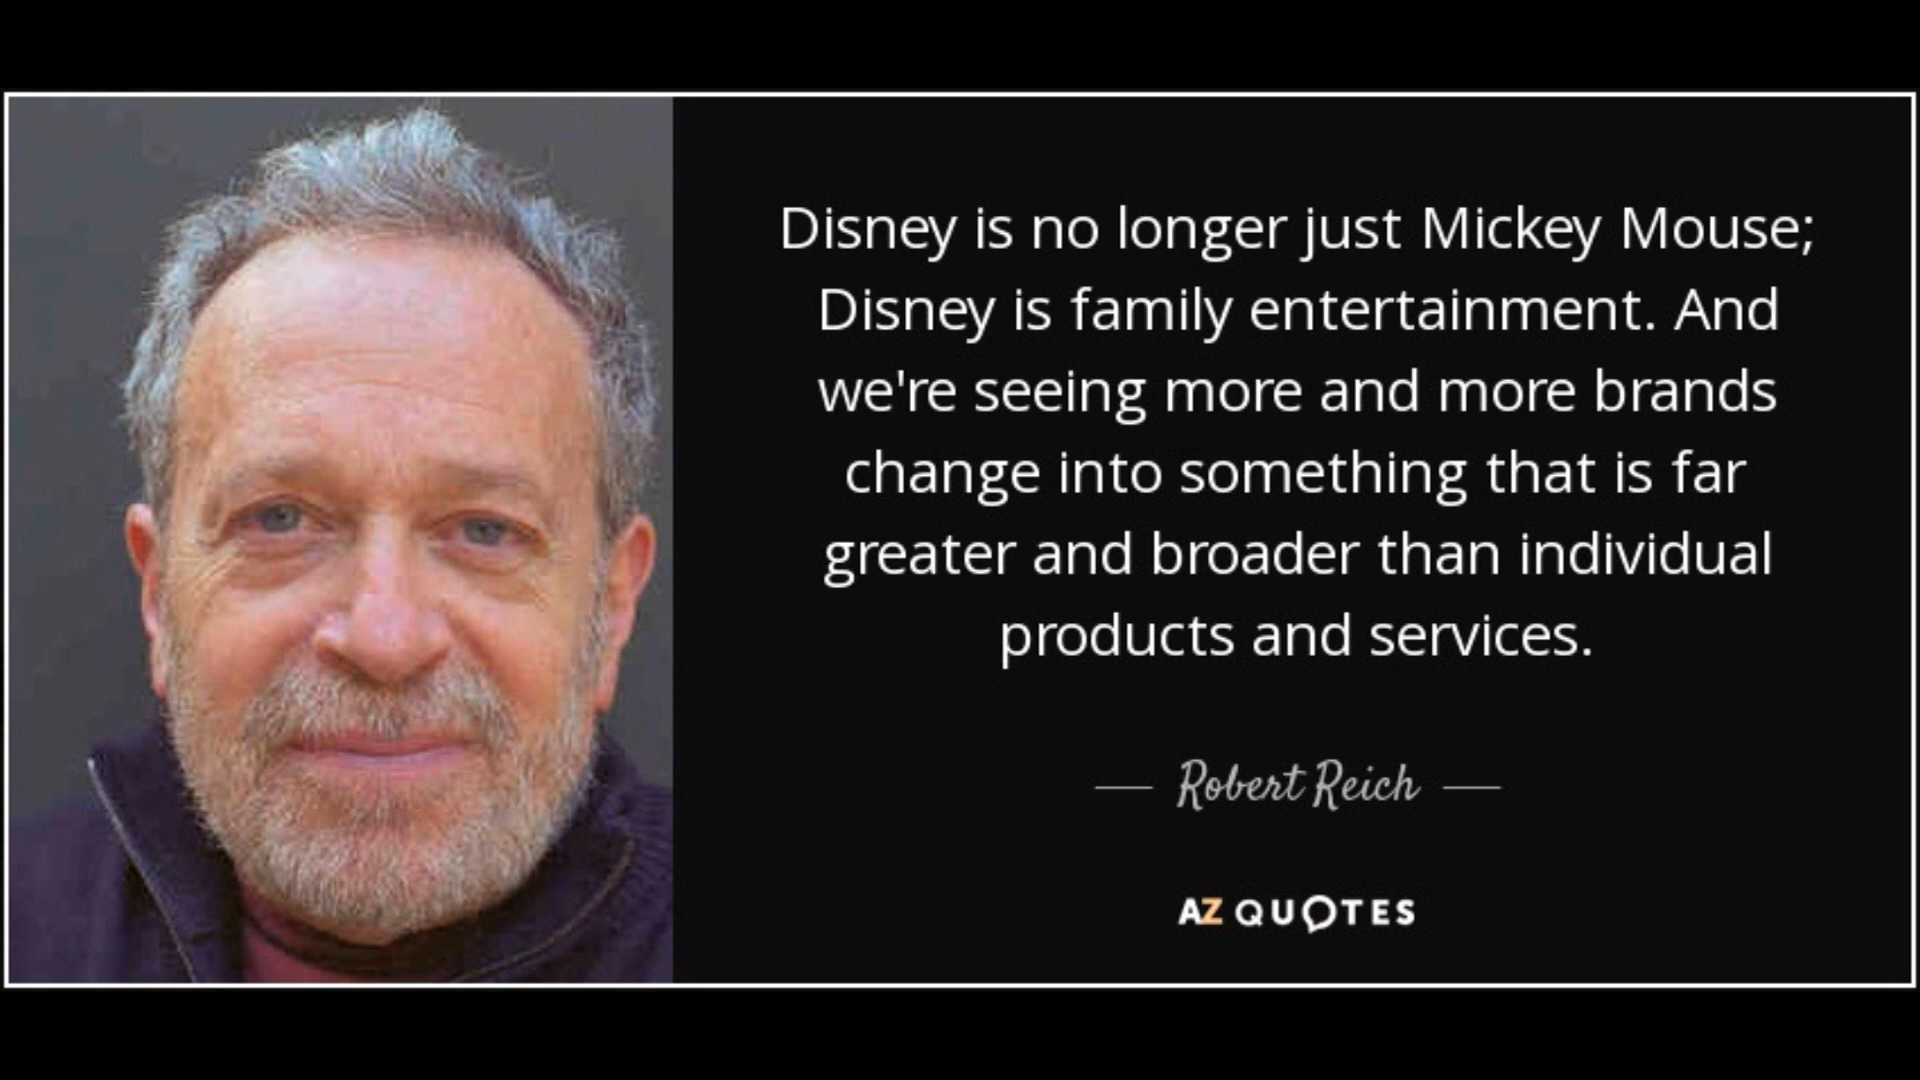 Disney is no longer just Mickey Mouse;
Disney is family entertainment. And
we're seeing more and more brands
change into something that is far
greater and broader than individual
products and services.
Robert Reich
AZ QUOTES